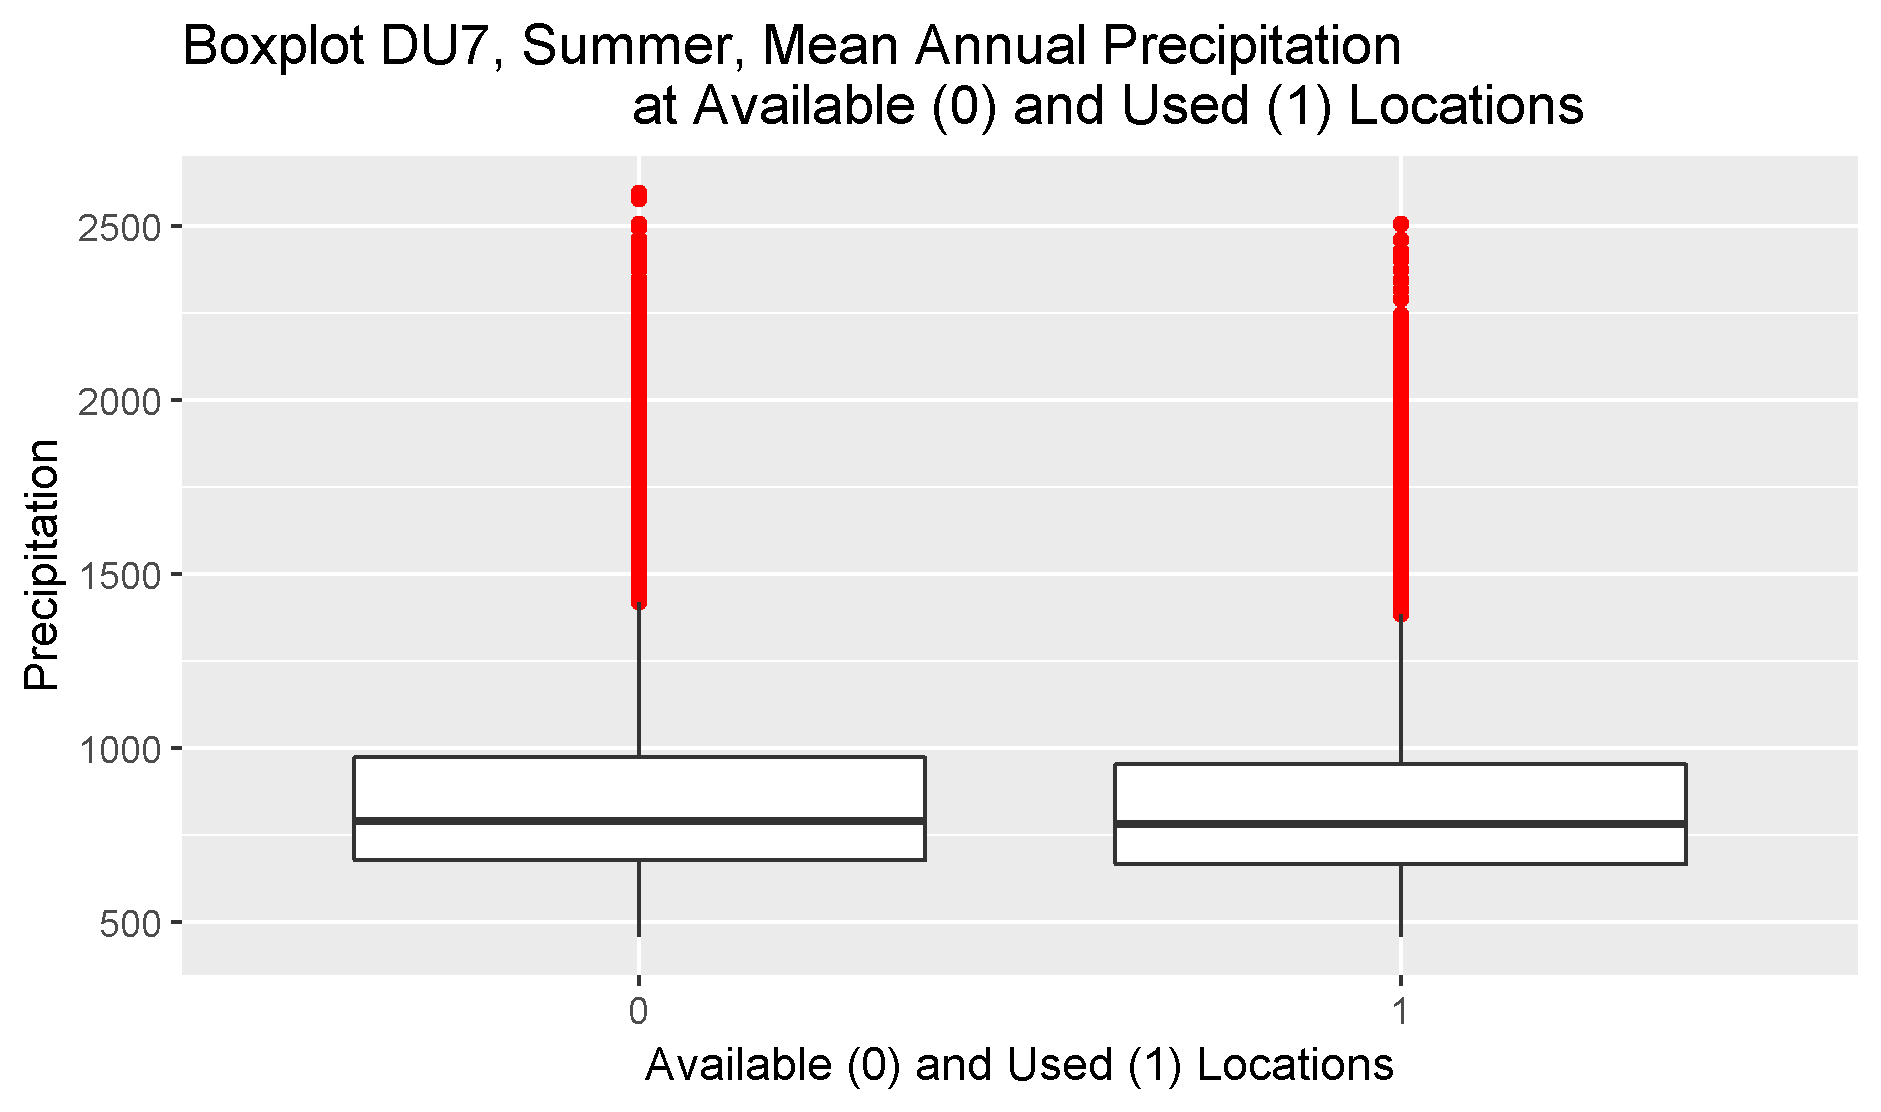 Boxplot DU7, Summer, Mean Annual Precipitation
at Available (0) and Used (1) Locations
2500
2000
1500
1000
500
Precipitation
0
1
Available (0) and Used (1) Locations